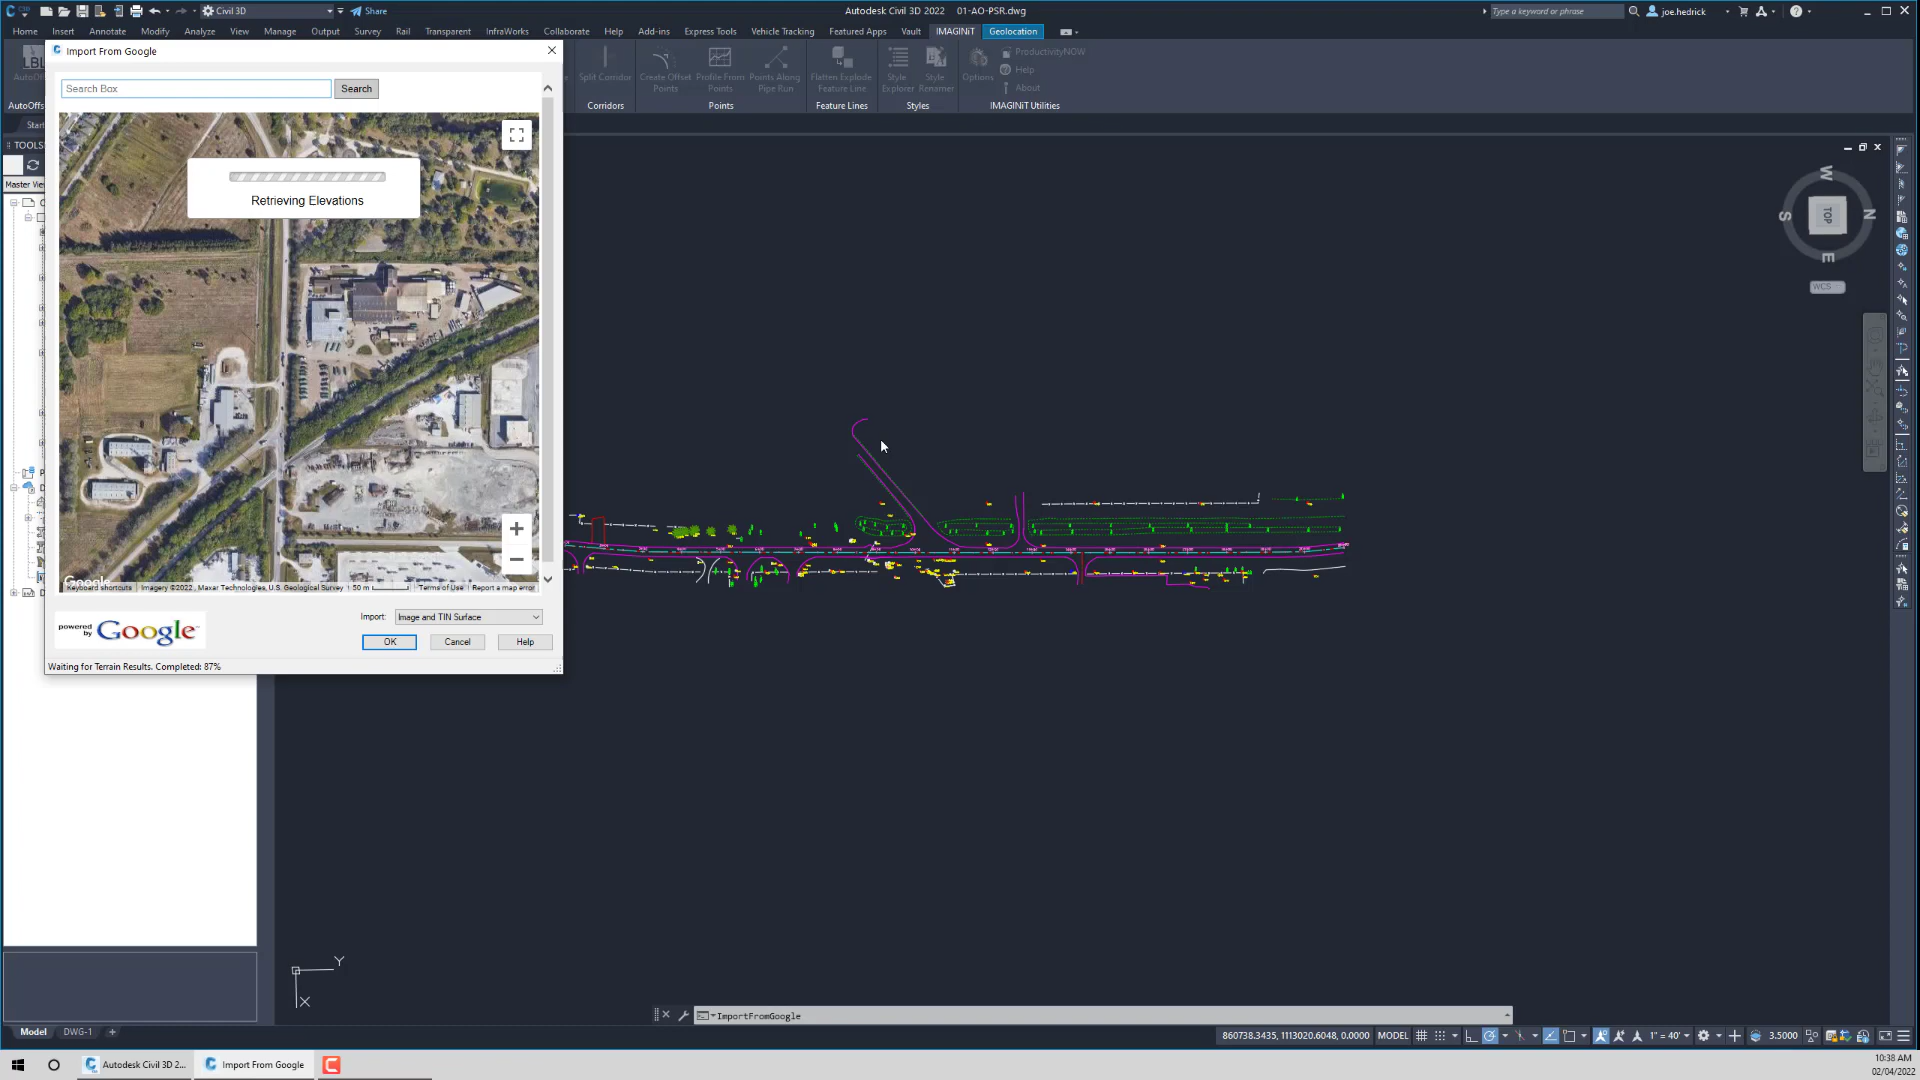 Civil 3D
Share
Autodesk Civil 3D 2022 01-AO-PSR.dwg
Type a keyword or phrase
joe.hedrick
Home Insert Annotate Modify Analyze View Manage Output Survey Rail Transparent InfraWorks Collaborate Help Add-ins Express Tools Vehicle Tracking Featured Apps Vault IMAGINiT Geolocation
Import From Google
Search Box
Search
Split Corridor
Create Offset Points
Profile From Points
Points Along Pipe Run
Flatten Explode Feature Line
Style Explorer
Style Renamer
Options
ProductivityNOW
Help
About
Corridors
Points
Feature Lines
Styles
IMAGINiT Utilities
Start
TOOLS
Master Vie
Retrieving Elevations
Google
Keyboard shortcuts
Imagery ©2022 , Maxar Technologies, U.S. Geological Survey
50 m
Terms of Use
Report a map error
powered by Google
Import:
Image and TIN Surface
OK
Cancel
Help
Waiting for Terrain Results. Completed: 87%
W
S
TOP
N
E
WCS
Y
X
ImportFromGoogle
Model
DWG-1
860738.3435, 1113020.6048, 0.0000
MODEL
1" = 40'
3.5000
Autodesk Civil 3D 2...
Import From Google
10:38 AM
02/04/2022